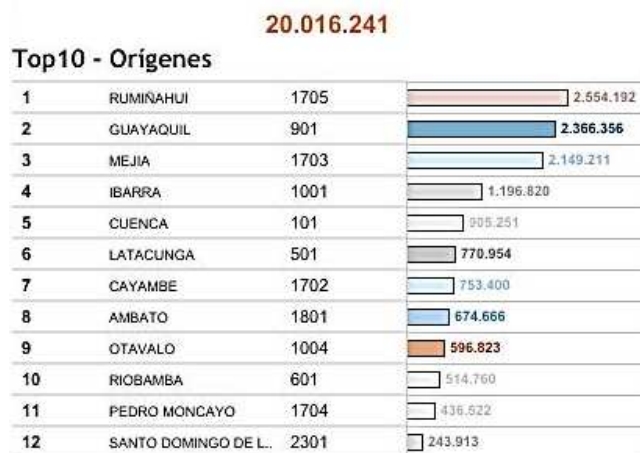 20.016.241
Top10 - Orígenes
1 RUMIÑAHUI 1705 2.554.192
2 GUAYAQUIL 901 2.366.356
3 MEJIA 1703 2.149.211
4 IBARRA 1001 1.196.820
5 CUENCA 101 905.251
6 LATACUNGA 501 770.954
7 CAYAMBE 1702 753.400
8 AMBATO 1801 674.666
9 OTAVALO 1004 596.823
10 RIOBAMBA 601 514.760
11 PEDRO MONCAYO 1704 436.522
12 SANTO DOMINGO DE L.. 2301 243.913